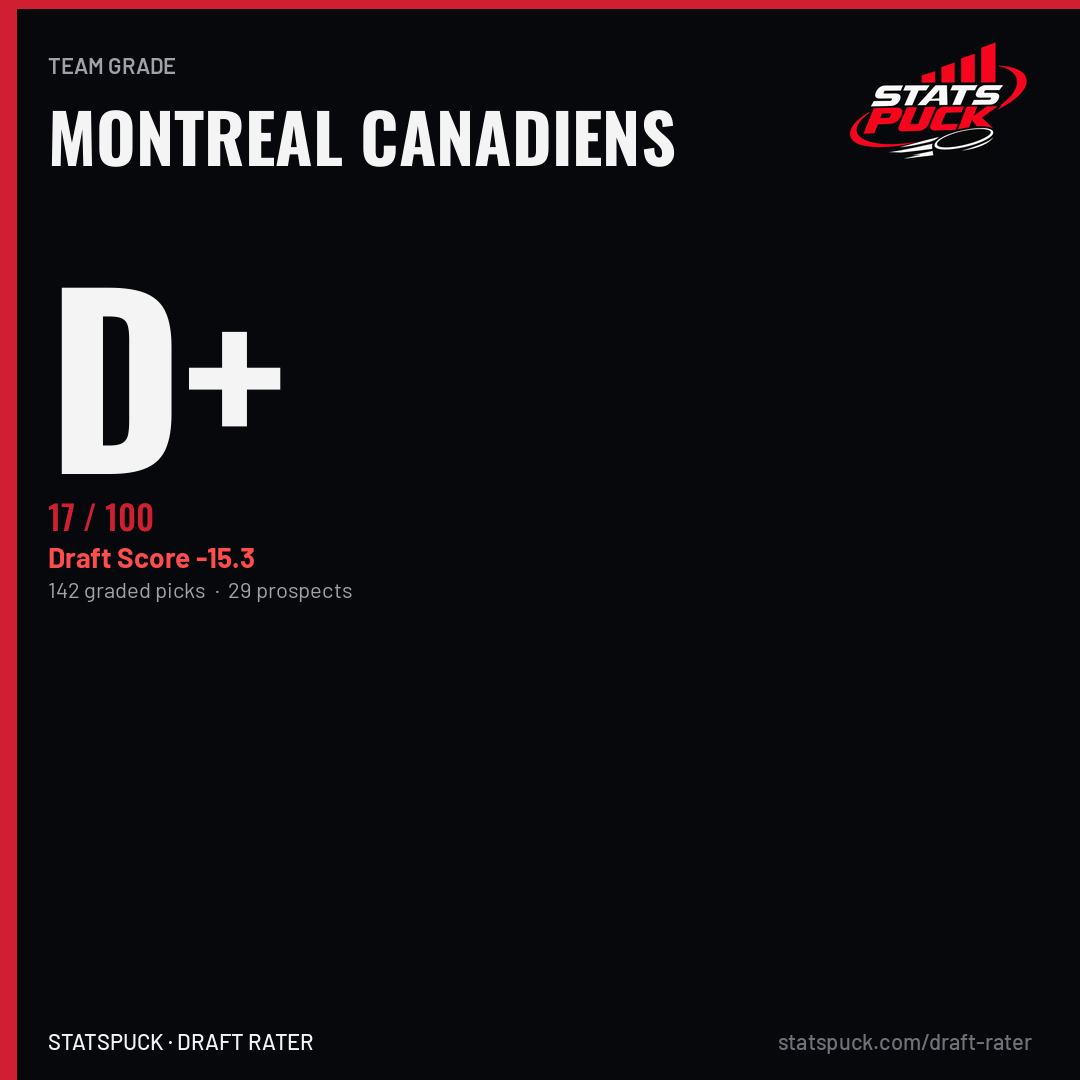 TEAM GRADE
MONTREAL CANADIENS
STATS
PUCK
D+
17 / 100
Draft Score -15.3
142 graded picks · 29 prospects
STATSPUCK · DRAFT RATER
statspuck.com/draft-rater